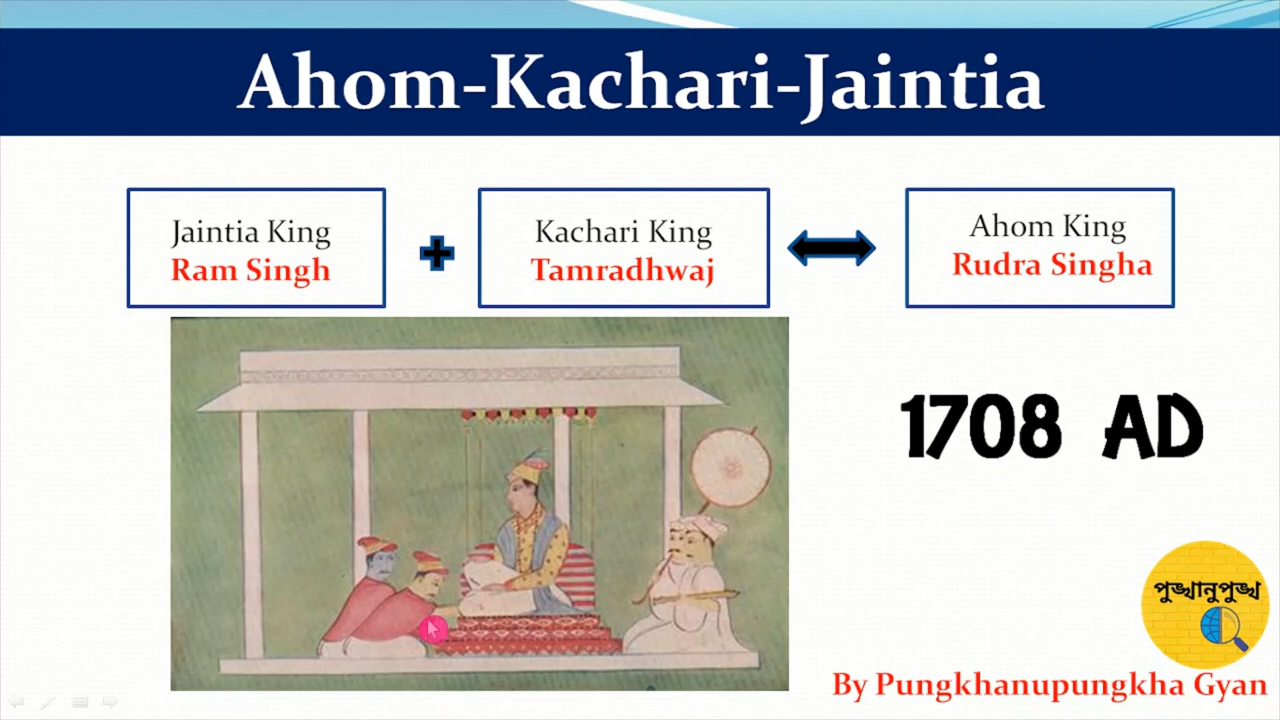 Ahom-Kachari-Jaintia
Jaintia King
Ram Singh
Kachari King
Tamradhwaj
Ahom King
Rudra Singha
1708 AD
পুঙ্খানুপুঙ্খ
By Pungkhanupungkha Gyan